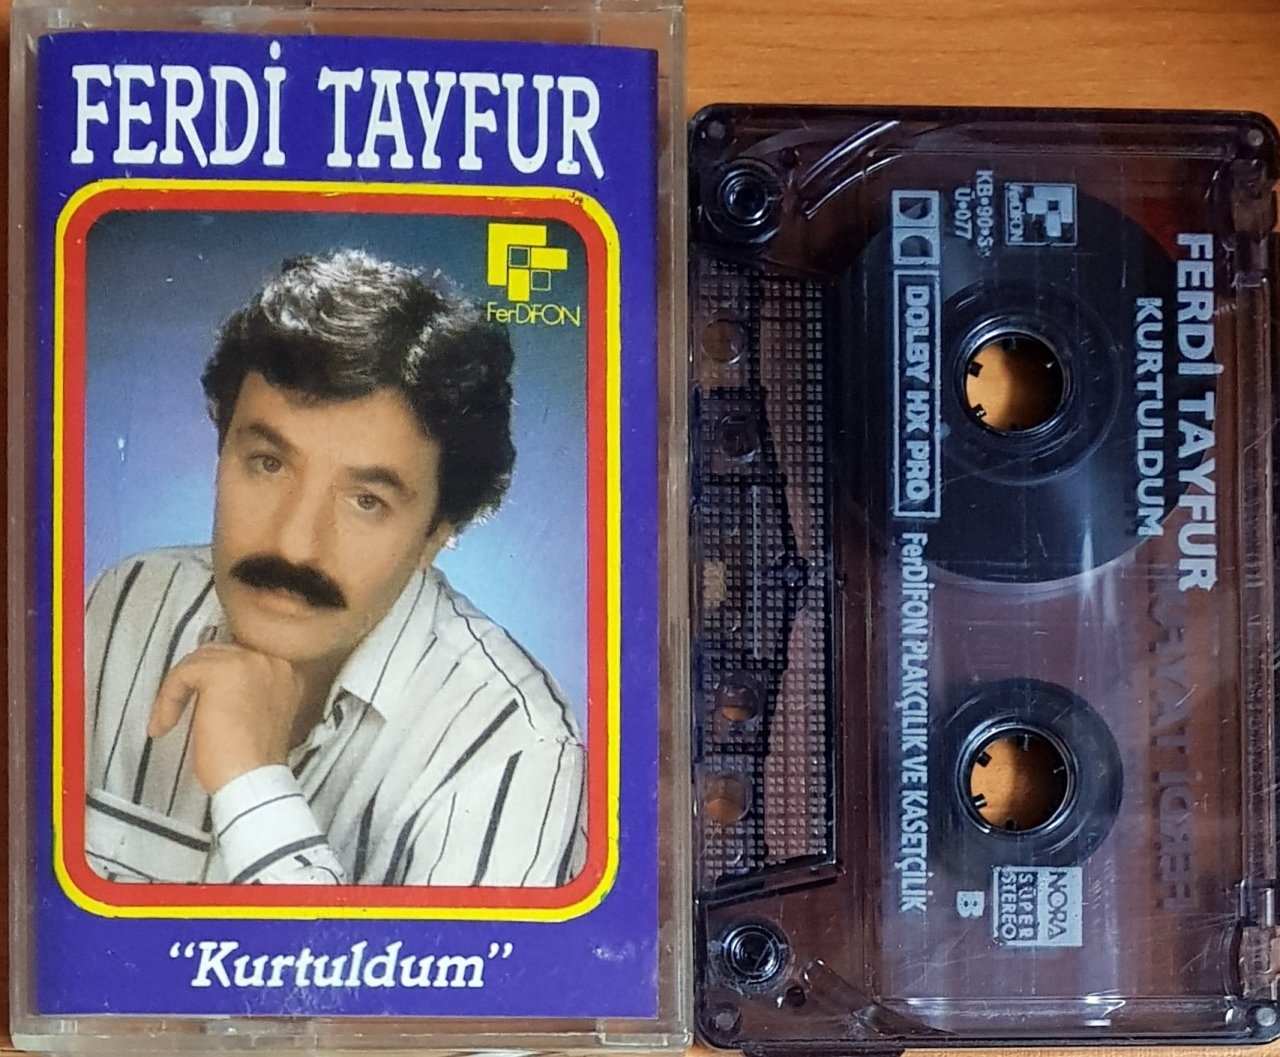 FERDİ TAYFUR
FerDİFON
“Kurtuldum”
FERDİ TAYFUR
KURTULDUM
FerDİFON
KB•90•S•
Ü•077
DOLBY HX PRO
FerDİFON PLAKÇILIK VE KASETÇİLİK
NORA
SÜPER
STEREO
B